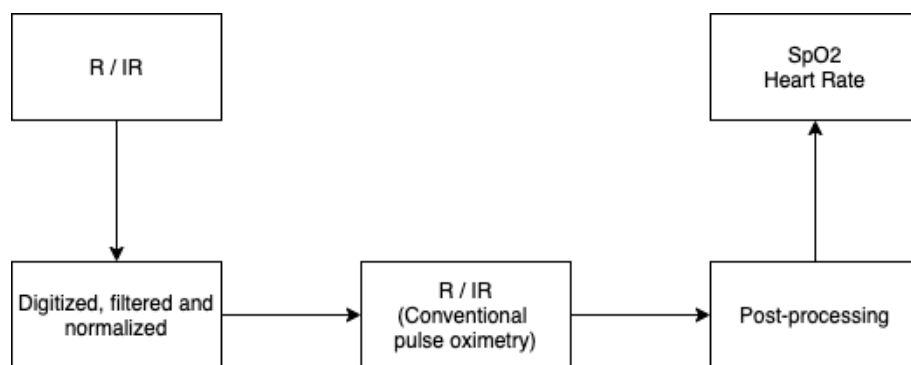 R / IR
SpO2
Heart Rate
Digitized, filtered and
normalized
R / IR
(Conventional
pulse oximetry)
Post-processing